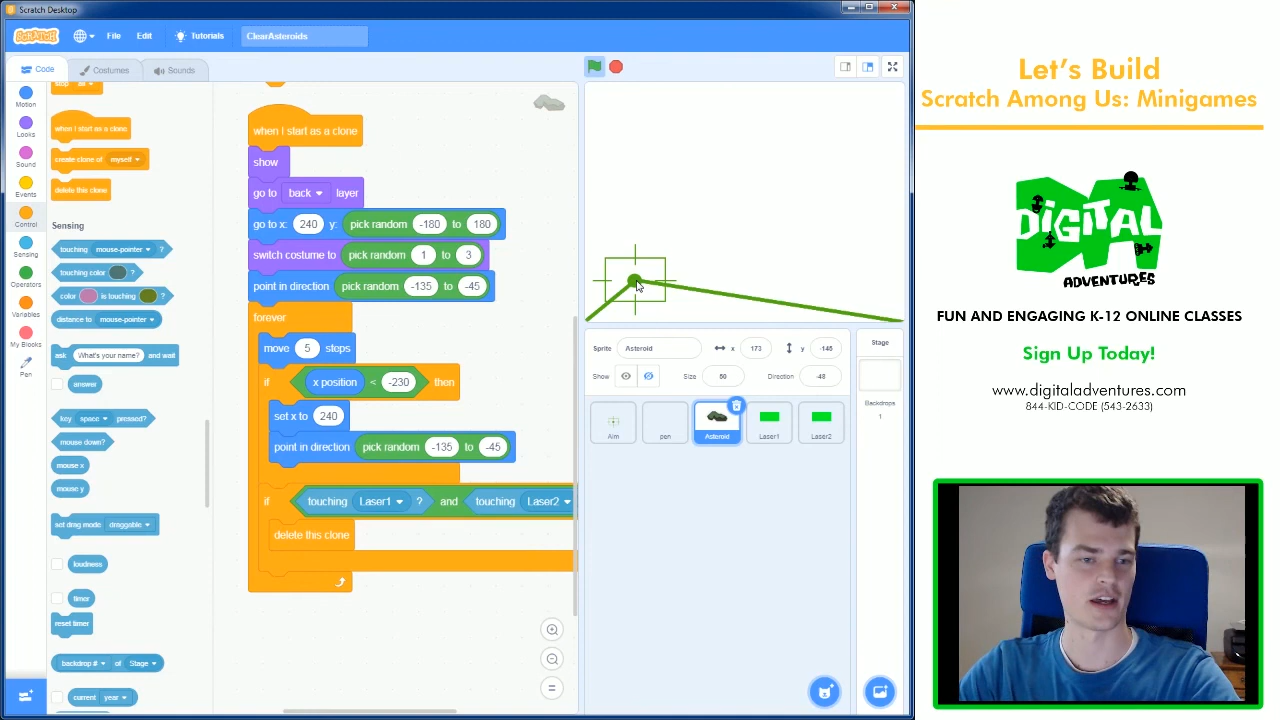 Scratch Desktop
SCRATCH
File
Edit
Tutorials
ClearAsteroids
Code
Costumes
Sounds
Motion
Looks
Sound
Events
Control
Sensing
Operators
Variables
My Blocks
Pen
when I start as a clone
create clone of myself
delete this clone
Sensing
touching mouse-pointer ?
touching color ?
color is touching ?
distance to mouse-pointer
ask What's your name? and wait
answer
key space pressed?
mouse down?
mouse x
mouse y
set drag mode draggable
loudness
timer
reset timer
backdrop # of Stage
current year
when I start as a clone
show
go to back layer
go to x: 240 y: pick random -180 to 180
switch costume to pick random 1 to 3
point in direction pick random -135 to -45
forever
move 5 steps
if x position < -230 then
set x to 240
point in direction pick random -135 to -45
if touching Laser1 ? and touching Laser2
delete this clone
Sprite Asteroid x 173 y -145
Show Size 60 Direction -48
Aim
pen
Asteroid
Laser1
Laser2
Stage
Backdrops
1
Let's Build
Scratch Among Us: Minigames
DIGITAL
ADVENTURES
FUN AND ENGAGING K-12 ONLINE CLASSES
Sign Up Today!
www.digitaladventures.com
844-KID-CODE (543-2633)